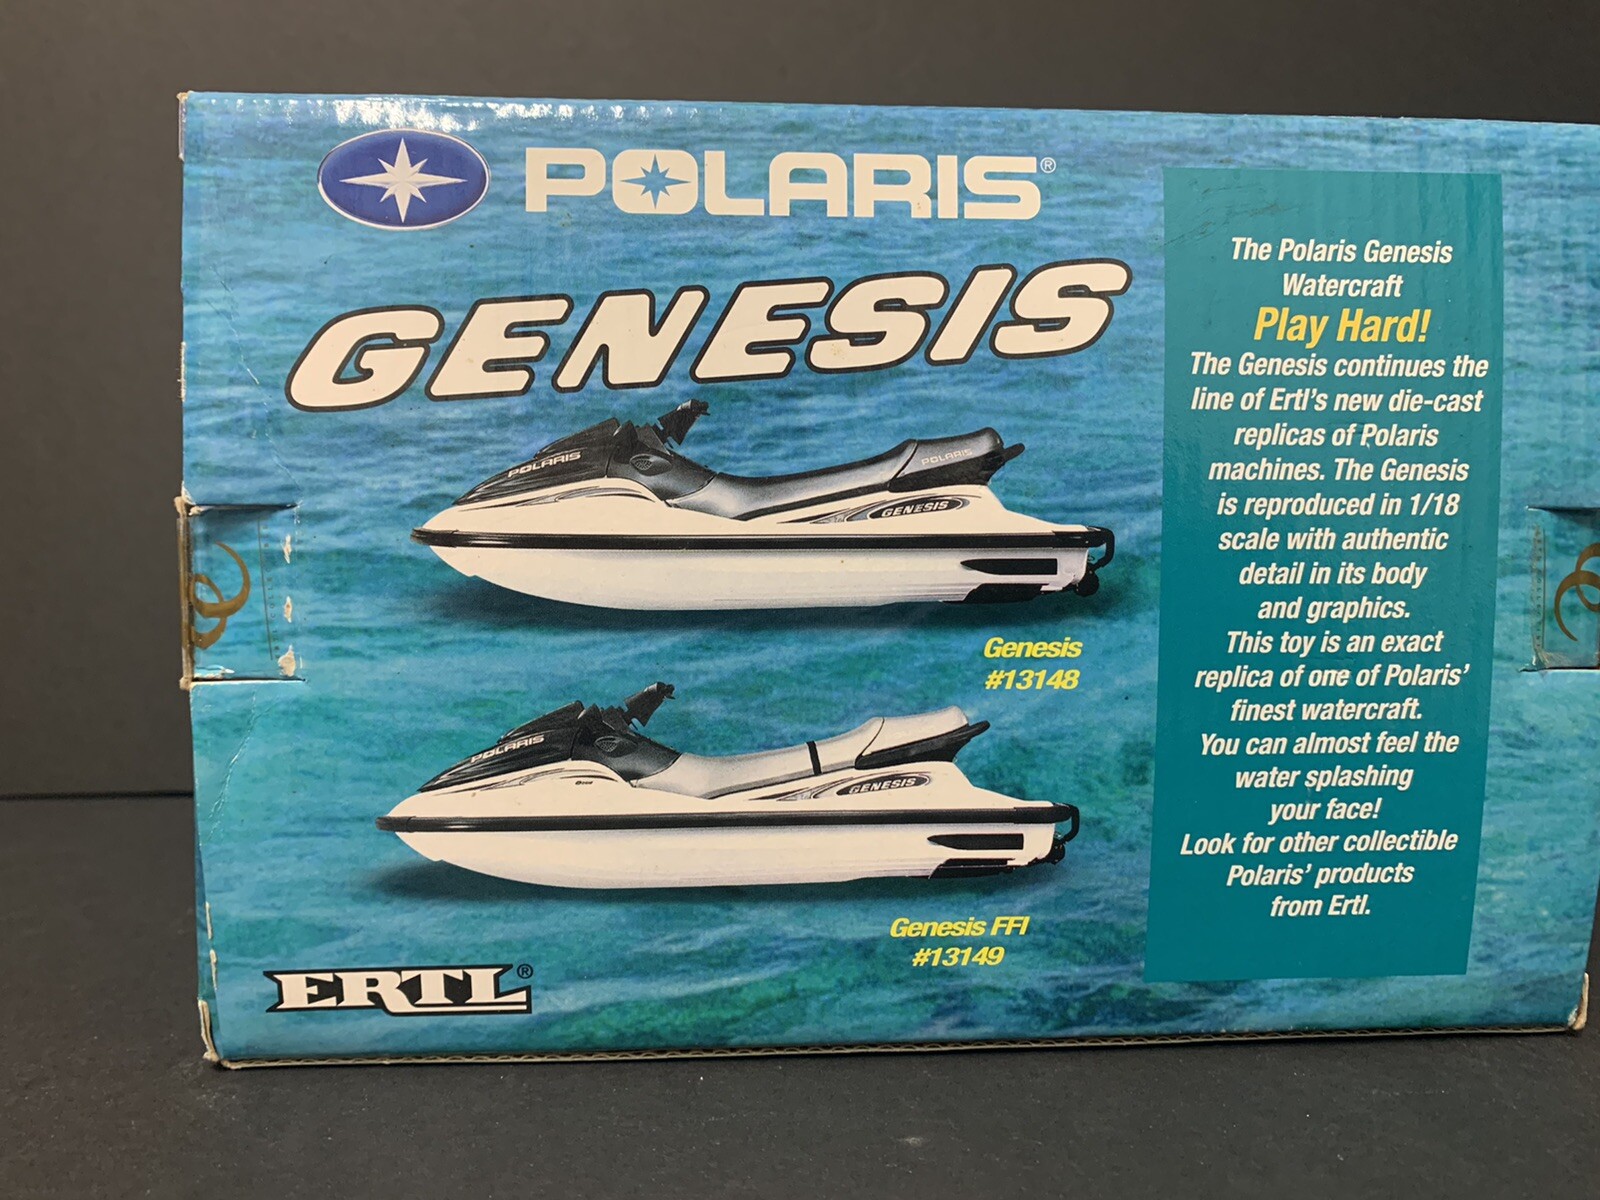 POLARIS®
GENESIS
POLARIS
POLARIS
GENESIS
Genesis
#13148
POLARIS
GENESIS
Genesis FFI
#13149
ERTL®
The Polaris Genesis
Watercraft
Play Hard!
The Genesis continues the
line of Ertl's new die-cast
replicas of Polaris
machines. The Genesis
is reproduced in 1/18
scale with authentic
detail in its body
and graphics.
This toy is an exact
replica of one of Polaris'
finest watercraft.
You can almost feel the
water splashing
your face!
Look for other collectible
Polaris' products
from Ertl.